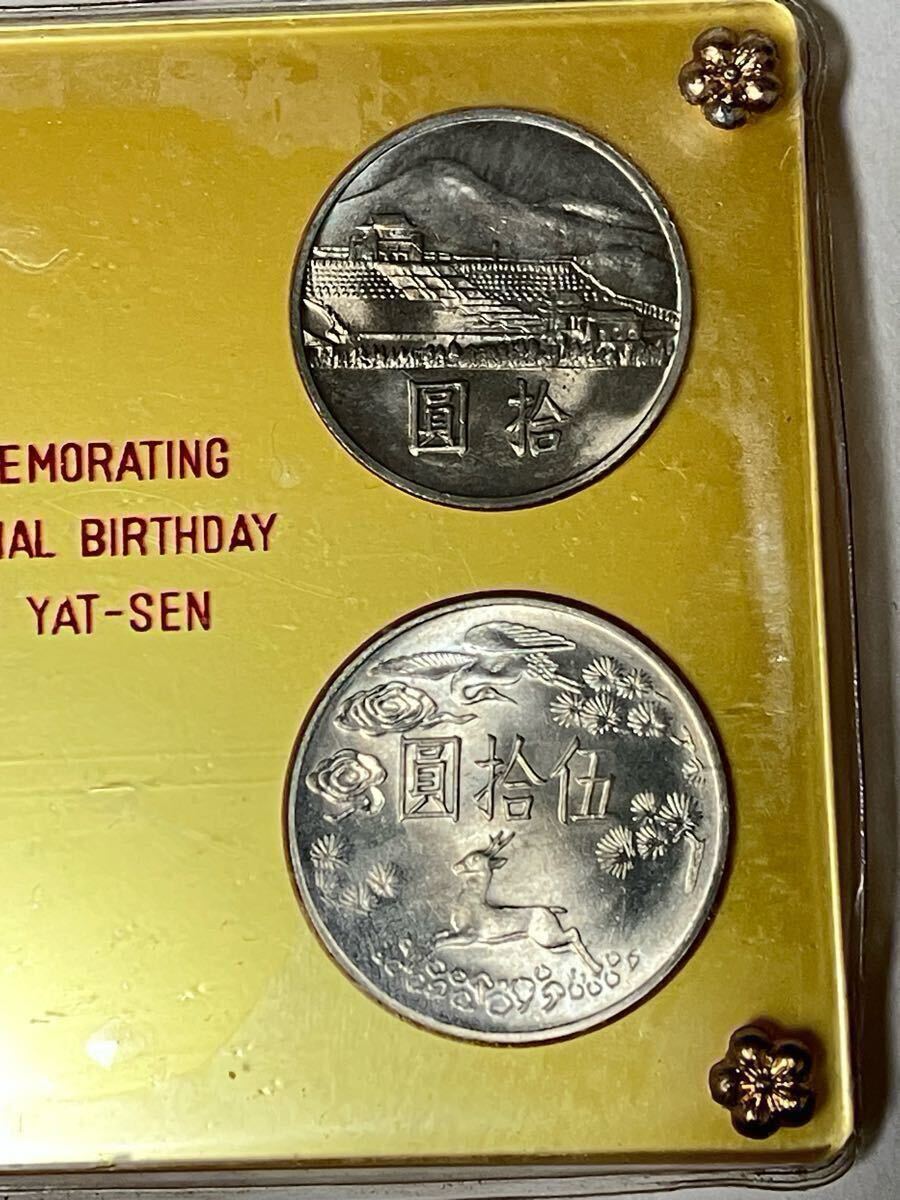 圓拾
EMORATING
IAL BIRTHDAY
YAT-SEN
圓拾伍